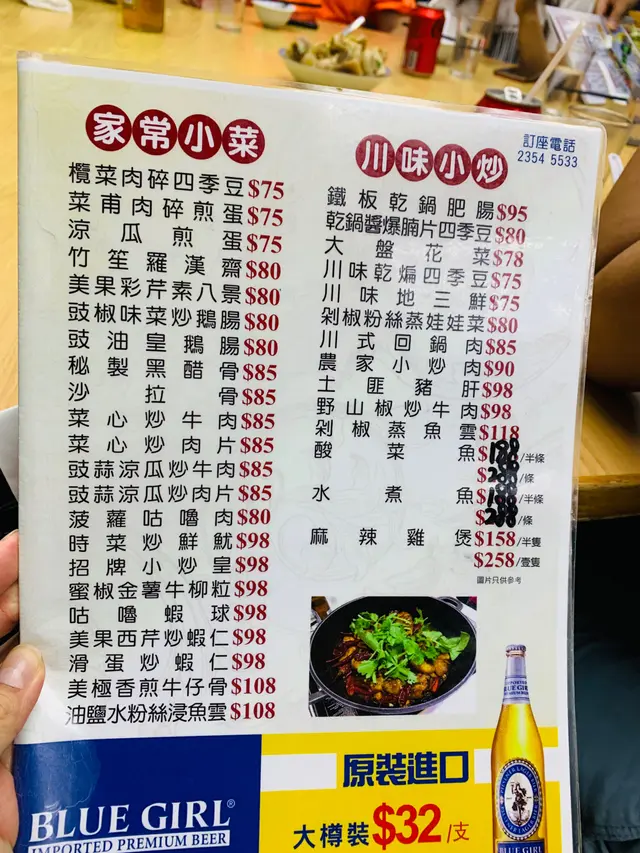 家常小菜
欖菜肉碎四季豆$75
菜甫肉碎煎蛋$75
涼瓜煎蛋$75
竹笙羅漢齋$80
美果彩芹素八景$80
豉椒味菜炒鵝腸$80
豉油皇鵝腸$80
秘製黑醋骨$85
沙拉骨$85
菜心炒牛肉$85
菜心炒肉片$85
豉蒜涼瓜炒牛肉$85
豉蒜涼瓜炒肉片$85
菠蘿咕嚕肉$80
時菜炒鮮魷$98
招牌小炒皇$98
蜜椒金薯牛柳粒$98
咕嚕蝦球$98
美果西芹炒蝦仁$98
滑蛋炒蝦仁$98
美極香煎牛仔骨$108
油鹽水粉絲浸魚雲$108
訂座電話
2354 5533
川味小炒
鐵板乾鍋肥腸$95
乾鍋醬爆腩片四季豆$80
大盤花菜$78
川味乾煸四季豆$75
川味地三鮮$75
剁椒粉絲蒸娃娃菜$80
川式回鍋肉$85
農家小炒肉$90
土匪豬肝$98
野山椒炒牛肉$98
剁椒蒸魚雲$118
酸菜魚$188/半條
$288/條
水煮魚$188/半條
$288/條
麻辣雞煲$158/半隻
$258/壹隻
圖片只供參考
BLUE GIRL®
IMPORTED PREMIUM BEER
原裝進口
大樽裝$32/支
BLUE GIRL